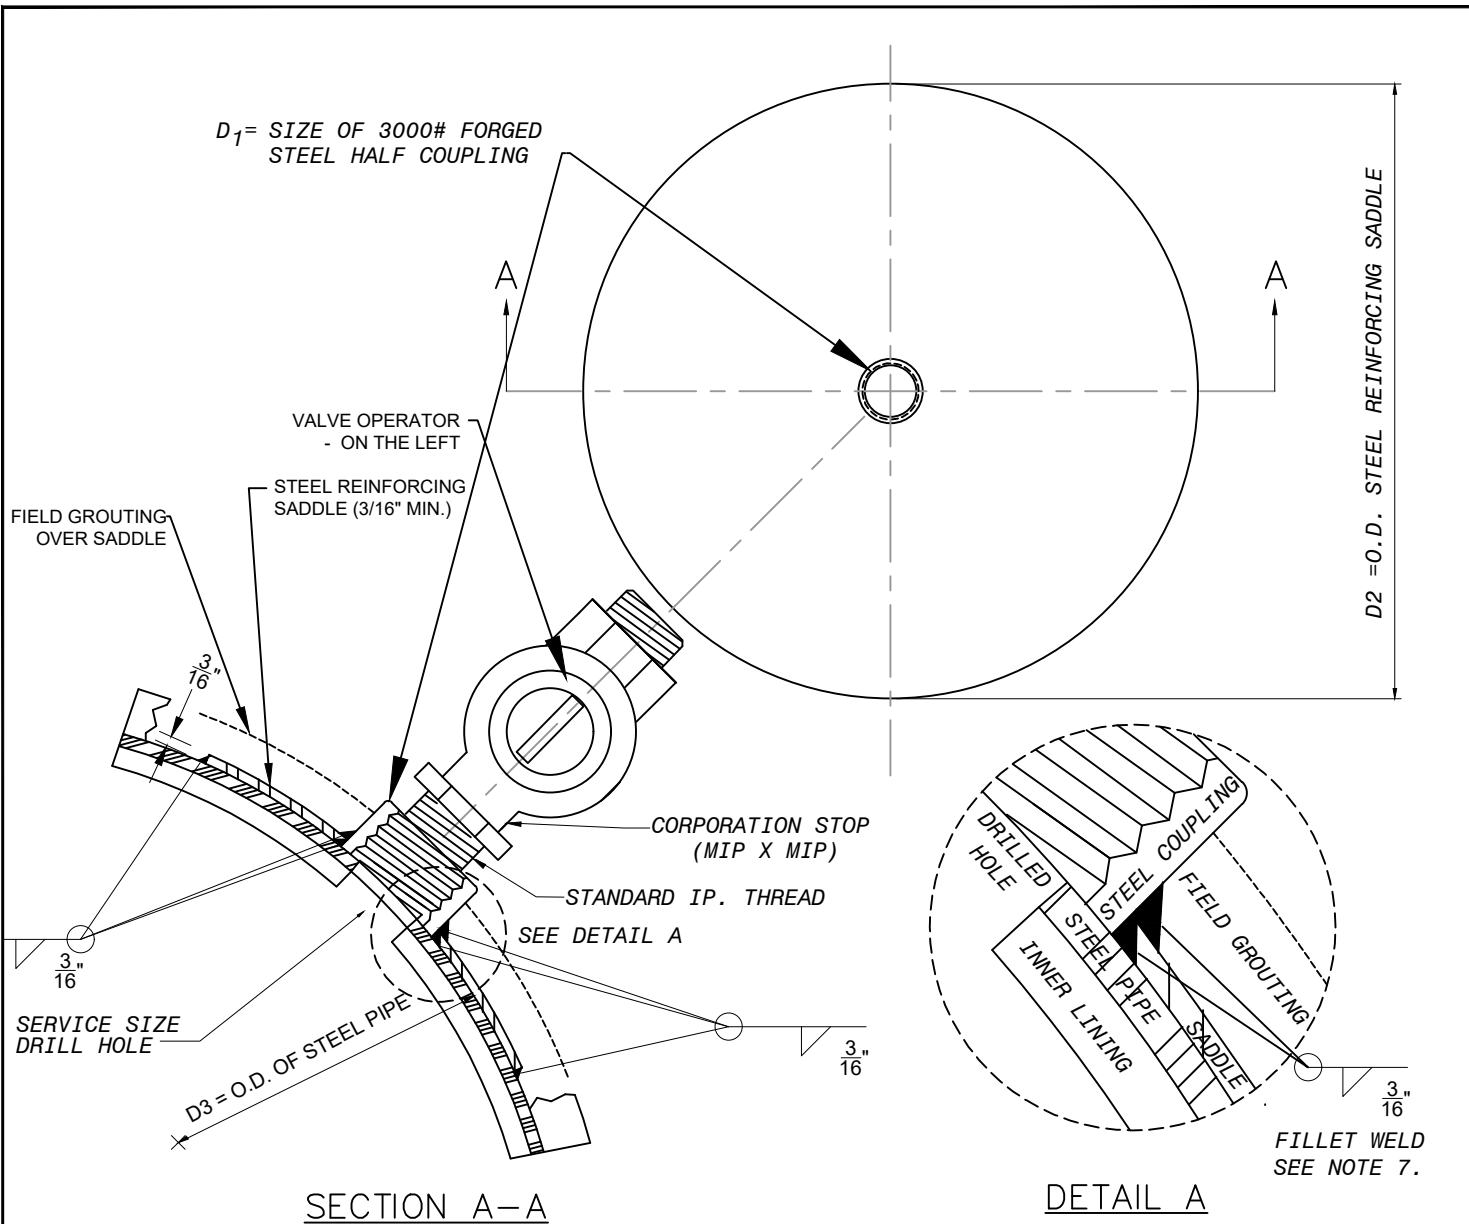 D1= SIZE OF 3000# FORGED
STEEL HALF COUPLING
A
A
D2 =O.D. STEEL REINFORCING SADDLE
VALVE OPERATOR
- ON THE LEFT
STEEL REINFORCING
SADDLE (3/16" MIN.)
FIELD GROUTING
OVER SADDLE
3/16"
CORPORATION STOP
(MIP X MIP)
STANDARD IP. THREAD
SEE DETAIL A
3/16"
SERVICE SIZE
DRILL HOLE
D3 = O.D. OF STEEL PIPE
3/16"
SECTION A-A
DRILLED
HOLE
STEEL COUPLING
FIELD GROUTING
STEEL PIPE
INNER LINING
SADDLE
3/16"
FILLET WELD
SEE NOTE 7.
DETAIL A